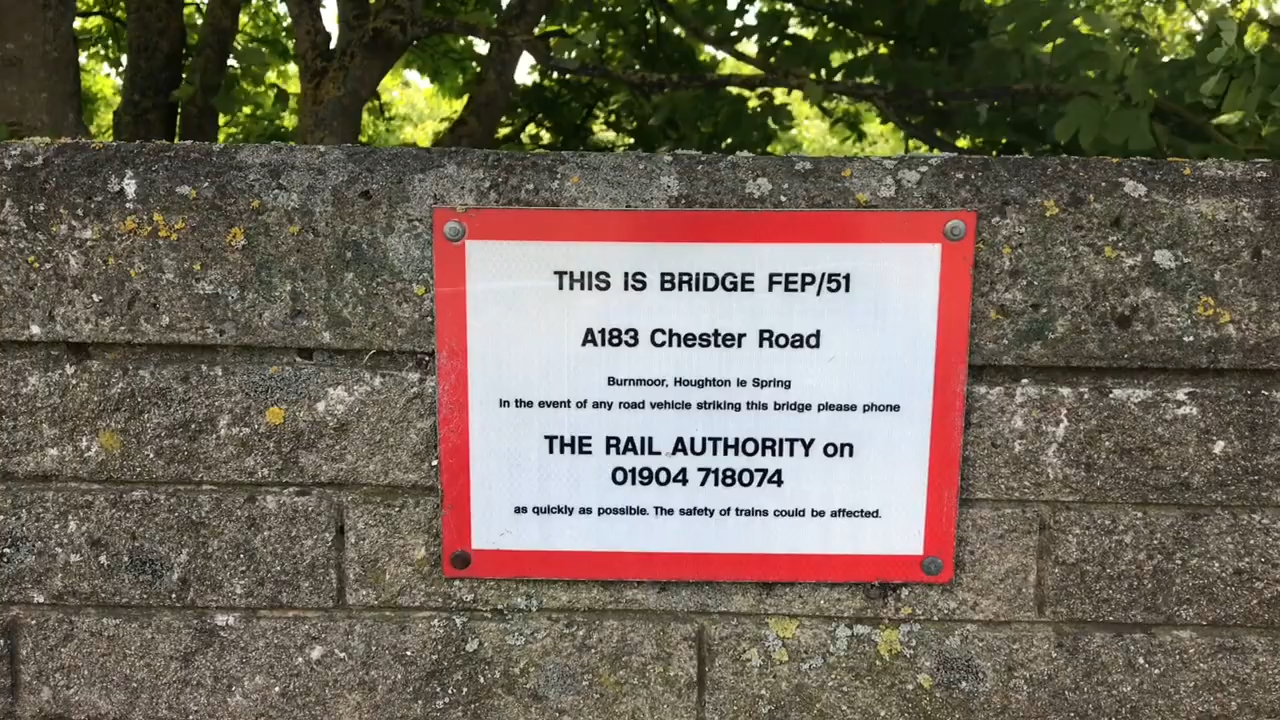 THIS IS BRIDGE FEP/51
A183 Chester Road
Burnmoor, Houghton le Spring
In the event of any road vehicle striking this bridge please phone
THE RAIL AUTHORITY on
01904 718074
as quickly as possible. The safety of trains could be affected.